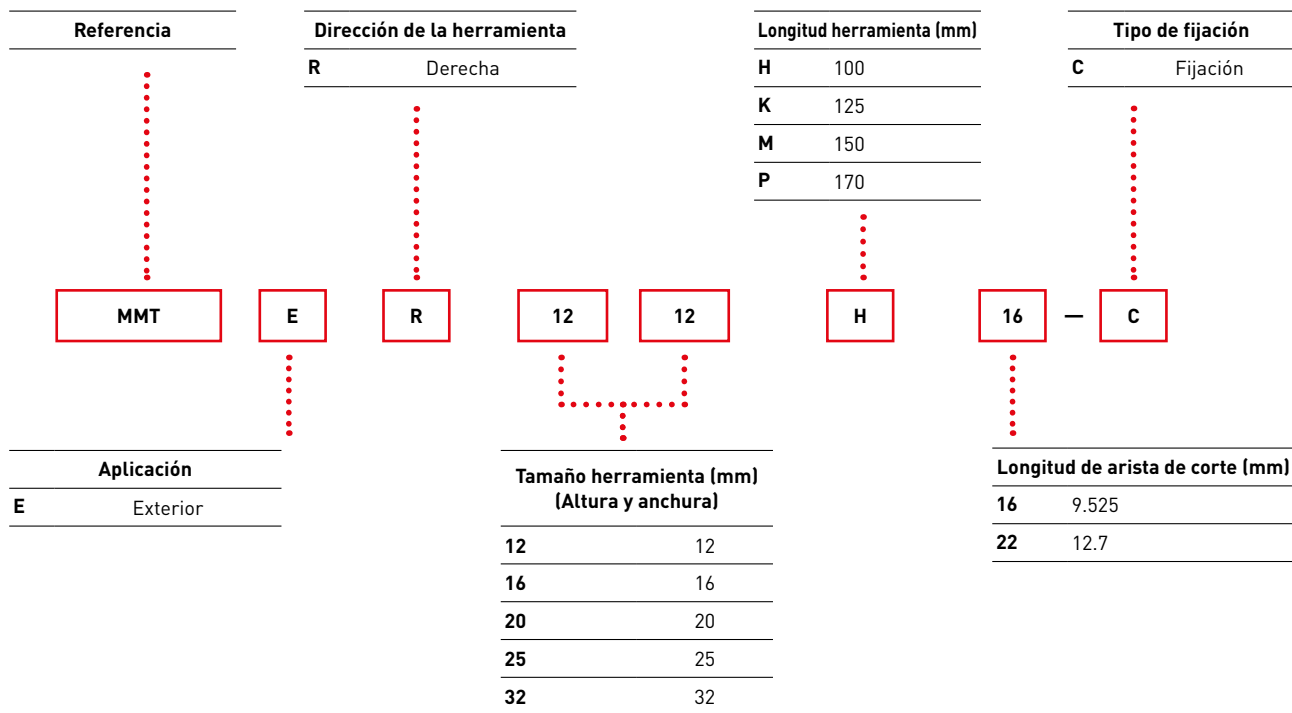 Referencia
Dirección de la herramienta
R Derecha
Longitud herramienta (mm)
H 100
K 125
M 150
P 170
Tipo de fijación
C Fijación
MMT E R 12 12 H 16 — C
Aplicación
E Exterior
Tamaño herramienta (mm)
(Altura y anchura)
12 12
16 16
20 20
25 25
32 32
Longitud de arista de corte (mm)
16 9.525
22 12.7